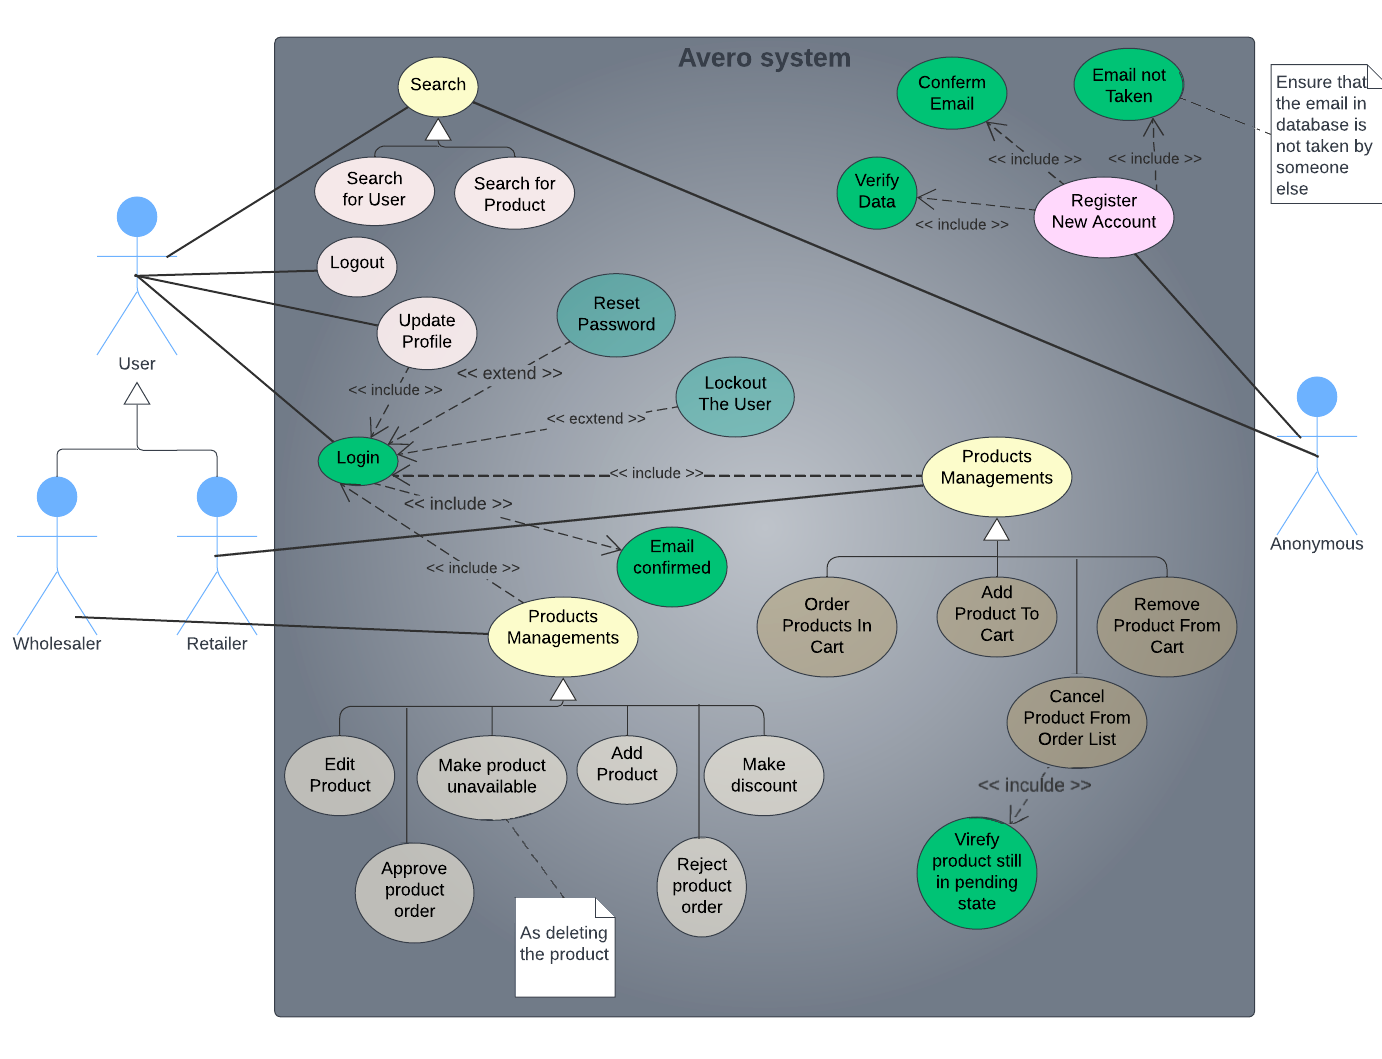 Avero system
Search
Conferm
Email
Email not
Taken
Ensure that
the email in
database is
not taken by
someone
else
<< include >>
<< include >>
Search
for User
Search for
Product
Verify
Data
Register
New Account
<< include >>
Logout
Update
Profile
Reset
Password
User
<< extend >>
<< include >>
Lockout
The User
<< ecxtend >>
Login
<< include >>
Products
Managements
<< include >>
Email
confirmed
Anonymous
<< include >>
Wholesaler
Retailer
Products
Managements
Order
Products In
Cart
Add
Product To
Cart
Remove
Product From
Cart
Cancel
Product From
Order List
Edit
Product
Make product
unavailable
Add
Product
Make
discount
<< inculde >>
Approve
product
order
Reject
product
order
Virefy
product still
in pending
state
As deleting
the product